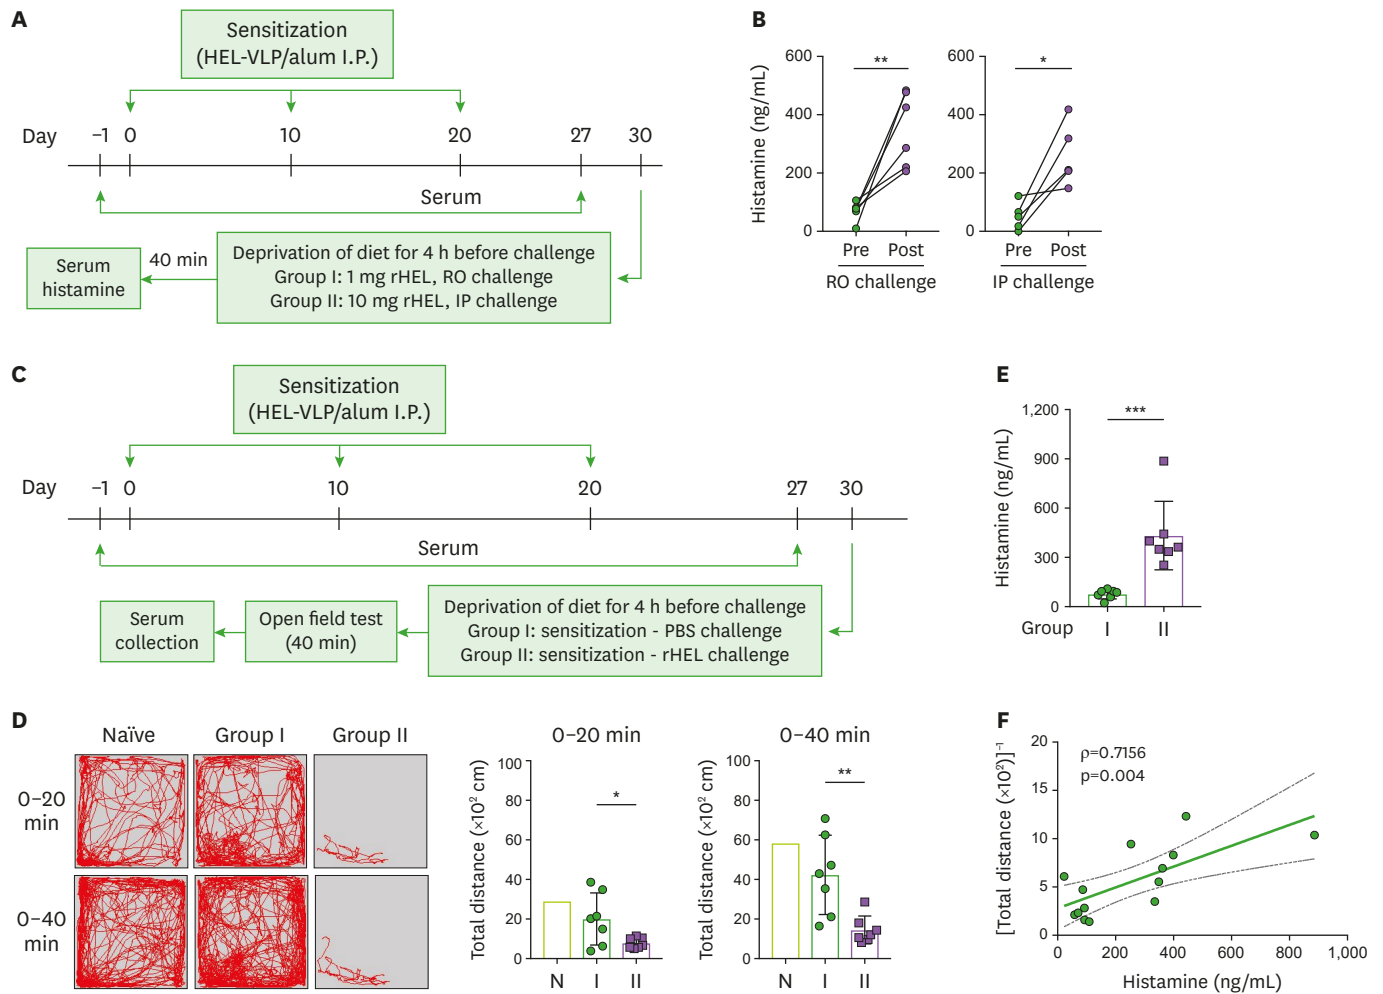 A
Sensitization
(HEL-VLP/alum I.P.)
Day
−1 0 10 20 27 30
Serum
Deprivation of diet for 4 h before challenge
Group I: 1 mg rHEL, RO challenge
Group II: 10 mg rHEL, IP challenge
40 min
Serum
histamine
B
Histamine (ng/mL)
600
400
200
0
**
Pre Post
RO challenge
600
400
200
0
*
Pre Post
IP challenge
C
Sensitization
(HEL-VLP/alum I.P.)
Day
−1 0 10 20 27 30
Serum
Serum
collection
Open field test
(40 min)
Deprivation of diet for 4 h before challenge
Group I: sensitization - PBS challenge
Group II: sensitization - rHEL challenge
E
Histamine (ng/mL)
1,200
900
600
300
0
***
Group I II
D
Naïve Group I Group II
0−20
min
0−40
min
0−20 min
Total distance (×10² cm)
100
80
60
40
20
0
*
N I II
0−40 min
Total distance (×10² cm)
100
80
60
40
20
0
**
N I II
F
[Total distance (×10²)]⁻¹
20
15
10
5
0
ρ=0.7156
p=0.004
0 200 400 600 800 1,000
Histamine (ng/mL)